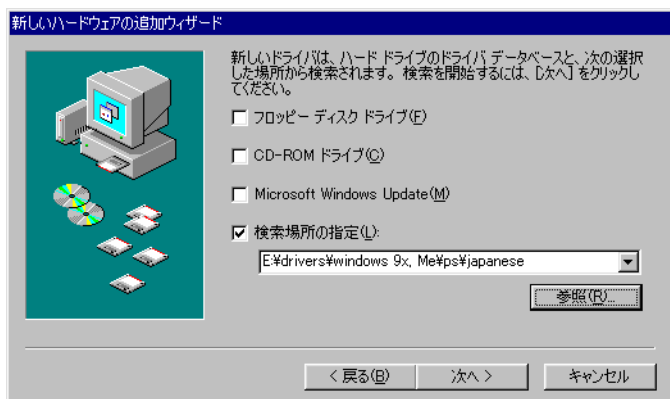 新しいハードウェアの追加ウィザード
新しいドライバは、ハード ドライブのドライバ データベースと、次の選択
した場所から検索されます。検索を開始するには、[次へ] をクリックし
てください。
フロッピー ディスク ドライブ(F)
CD-ROM ドライブ(C)
Microsoft Windows Update(M)
検索場所の指定(L):
E:¥drivers¥windows 9x, Me¥ps¥japanese
参照(R)...
< 戻る(B)
次へ >
キャンセル